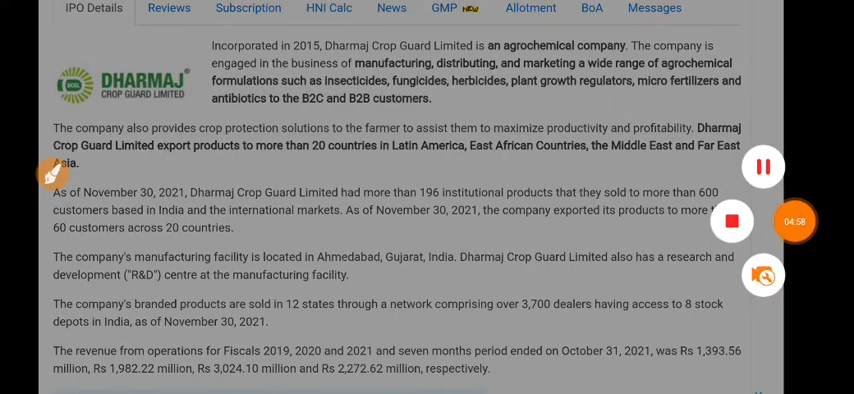 IPO Details Reviews Subscription HNI Calc News GMP NEW Allotment BoA Messages
Incorporated in 2015, Dharmaj Crop Guard Limited is an agrochemical company. The company is
engaged in the business of manufacturing, distributing, and marketing a wide range of agrochemical
formulations such as insecticides, fungicides, herbicides, plant growth regulators, micro fertilizers and
antibiotics to the B2C and B2B customers.
DHARMAJ
CROP GUARD LIMITED
The company also provides crop protection solutions to the farmer to assist them to maximize productivity and profitability. Dharmaj
Crop Guard Limited export products to more than 20 countries in Latin America, East African Countries, the Middle East and Far East
Asia.
As of November 30, 2021, Dharmaj Crop Guard Limited had more than 196 institutional products that they sold to more than 600
customers based in India and the international markets. As of November 30, 2021, the company exported its products to more
60 customers across 20 countries.
04:58
The company's manufacturing facility is located in Ahmedabad, Gujarat, India. Dharmaj Crop Guard Limited also has a research and
development ("R&D") centre at the manufacturing facility.
The company's branded products are sold in 12 states through a network comprising over 3,700 dealers having access to 8 stock
depots in India, as of November 30, 2021.
The revenue from operations for Fiscals 2019, 2020 and 2021 and seven months period ended on October 31, 2021, was Rs 1,393.56
million, Rs 1,982.22 million, Rs 3,024.10 million and Rs 2,272.62 million, respectively.